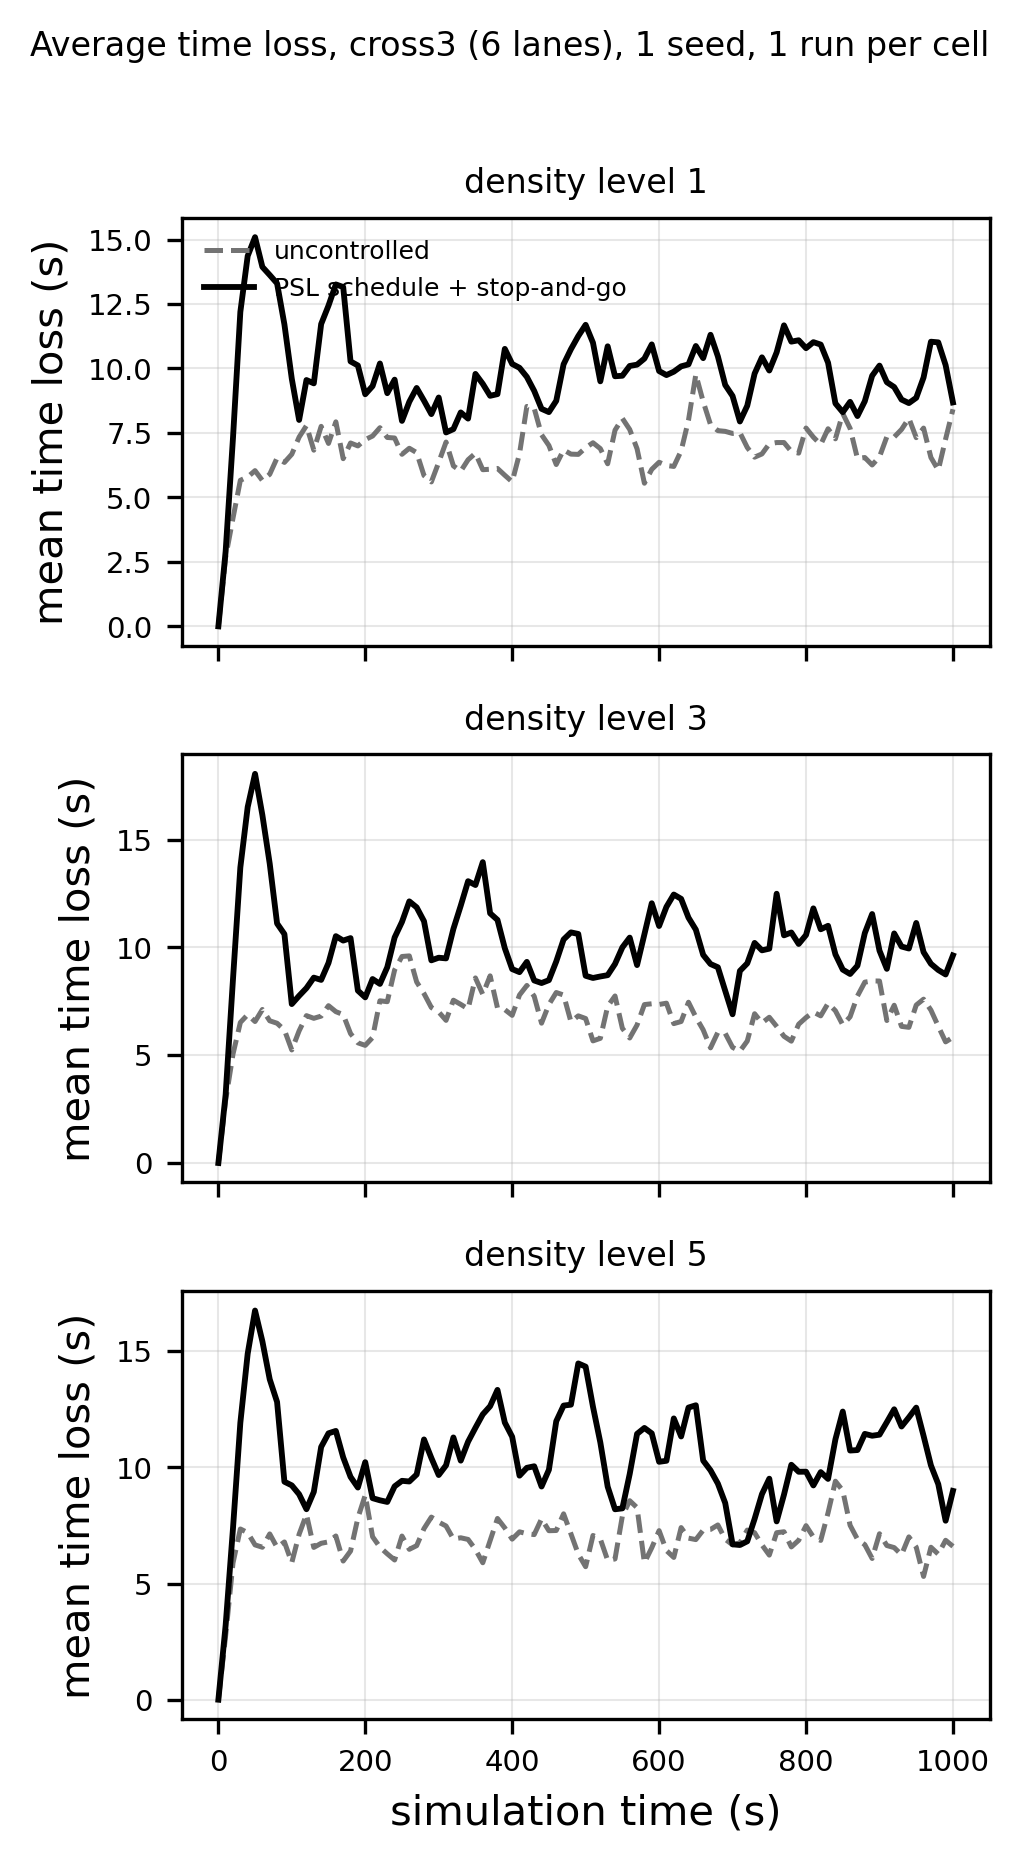 Average time loss, cross3 (6 lanes), 1 seed, 1 run per cell
density level 1
mean time loss (s)
15.0
12.5
10.0
7.5
5.0
2.5
0.0
uncontrolled
PSL schedule + stop-and-go
density level 3
mean time loss (s)
15
10
5
0
density level 5
mean time loss (s)
15
10
5
0
0 200 400 600 800 1000
simulation time (s)